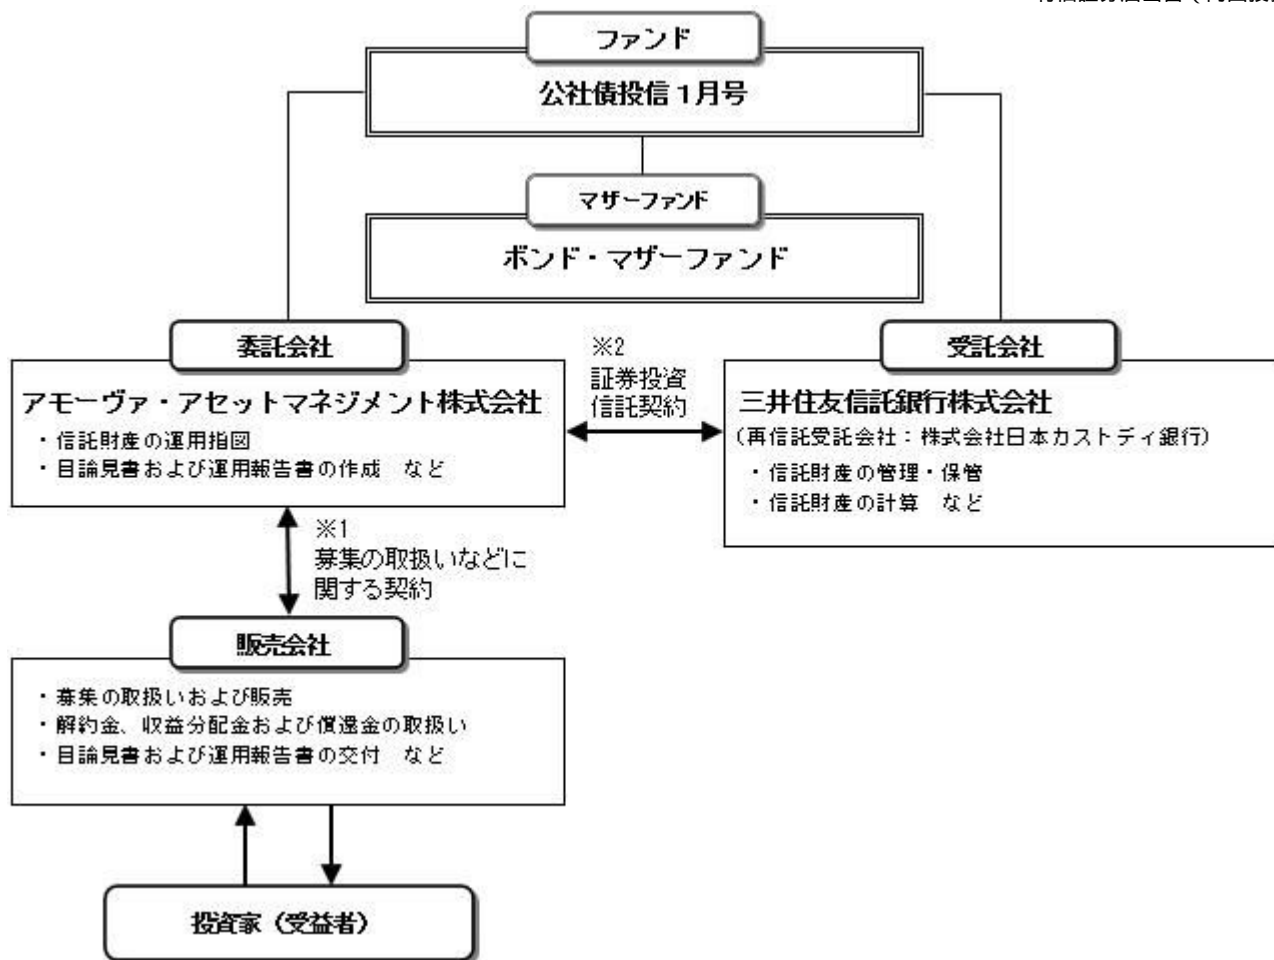 ファンド
公社債投信1月号
マザーファンド
ボンド・マザーファンド
委託会社
アモーヴァ・アセットマネジメント株式会社
・信託財産の運用指図
・目論見書および運用報告書の作成　など
※2
証券投資
信託契約
受託会社
三井住友信託銀行株式会社
(再信託受託会社：株式会社日本カストディ銀行)
・信託財産の管理・保管
・信託財産の計算　など
※1
募集の取扱いなどに
関する契約
販売会社
・募集の取扱いおよび販売
・解約金、収益分配金および償還金の取扱い
・目論見書および運用報告書の交付　など
投資家（受益者）